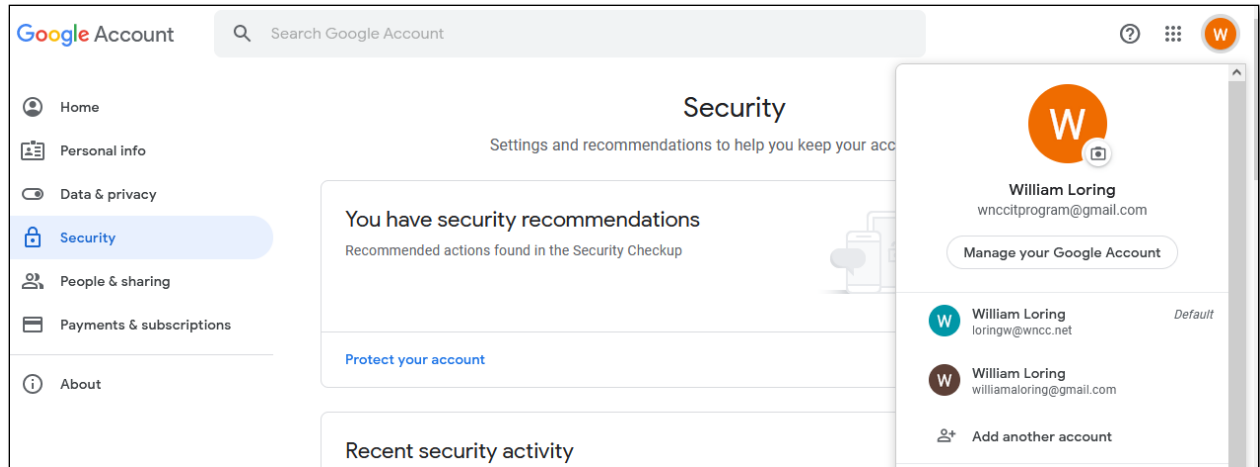 Google Account
Search Google Account
W
Home
Personal info
Data & privacy
Security
People & sharing
Payments & subscriptions
About
Security
Settings and recommendations to help you keep your acc
You have security recommendations
Recommended actions found in the Security Checkup
Protect your account
Recent security activity
W
William Loring
wnccitprogram@gmail.com
Manage your Google Account
W
William Loring
Default
loringw@wncc.net
W
William Loring
williamaloring@gmail.com
Add another account